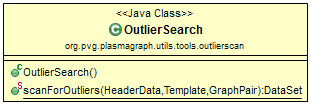 <<Java Class>>
OutlierSearch
org.pvg.plasmagraph.utils.tools.outlierscan
OutlierSearch()
scanForOutliers(HeaderData,Template,GraphPair):DataSet